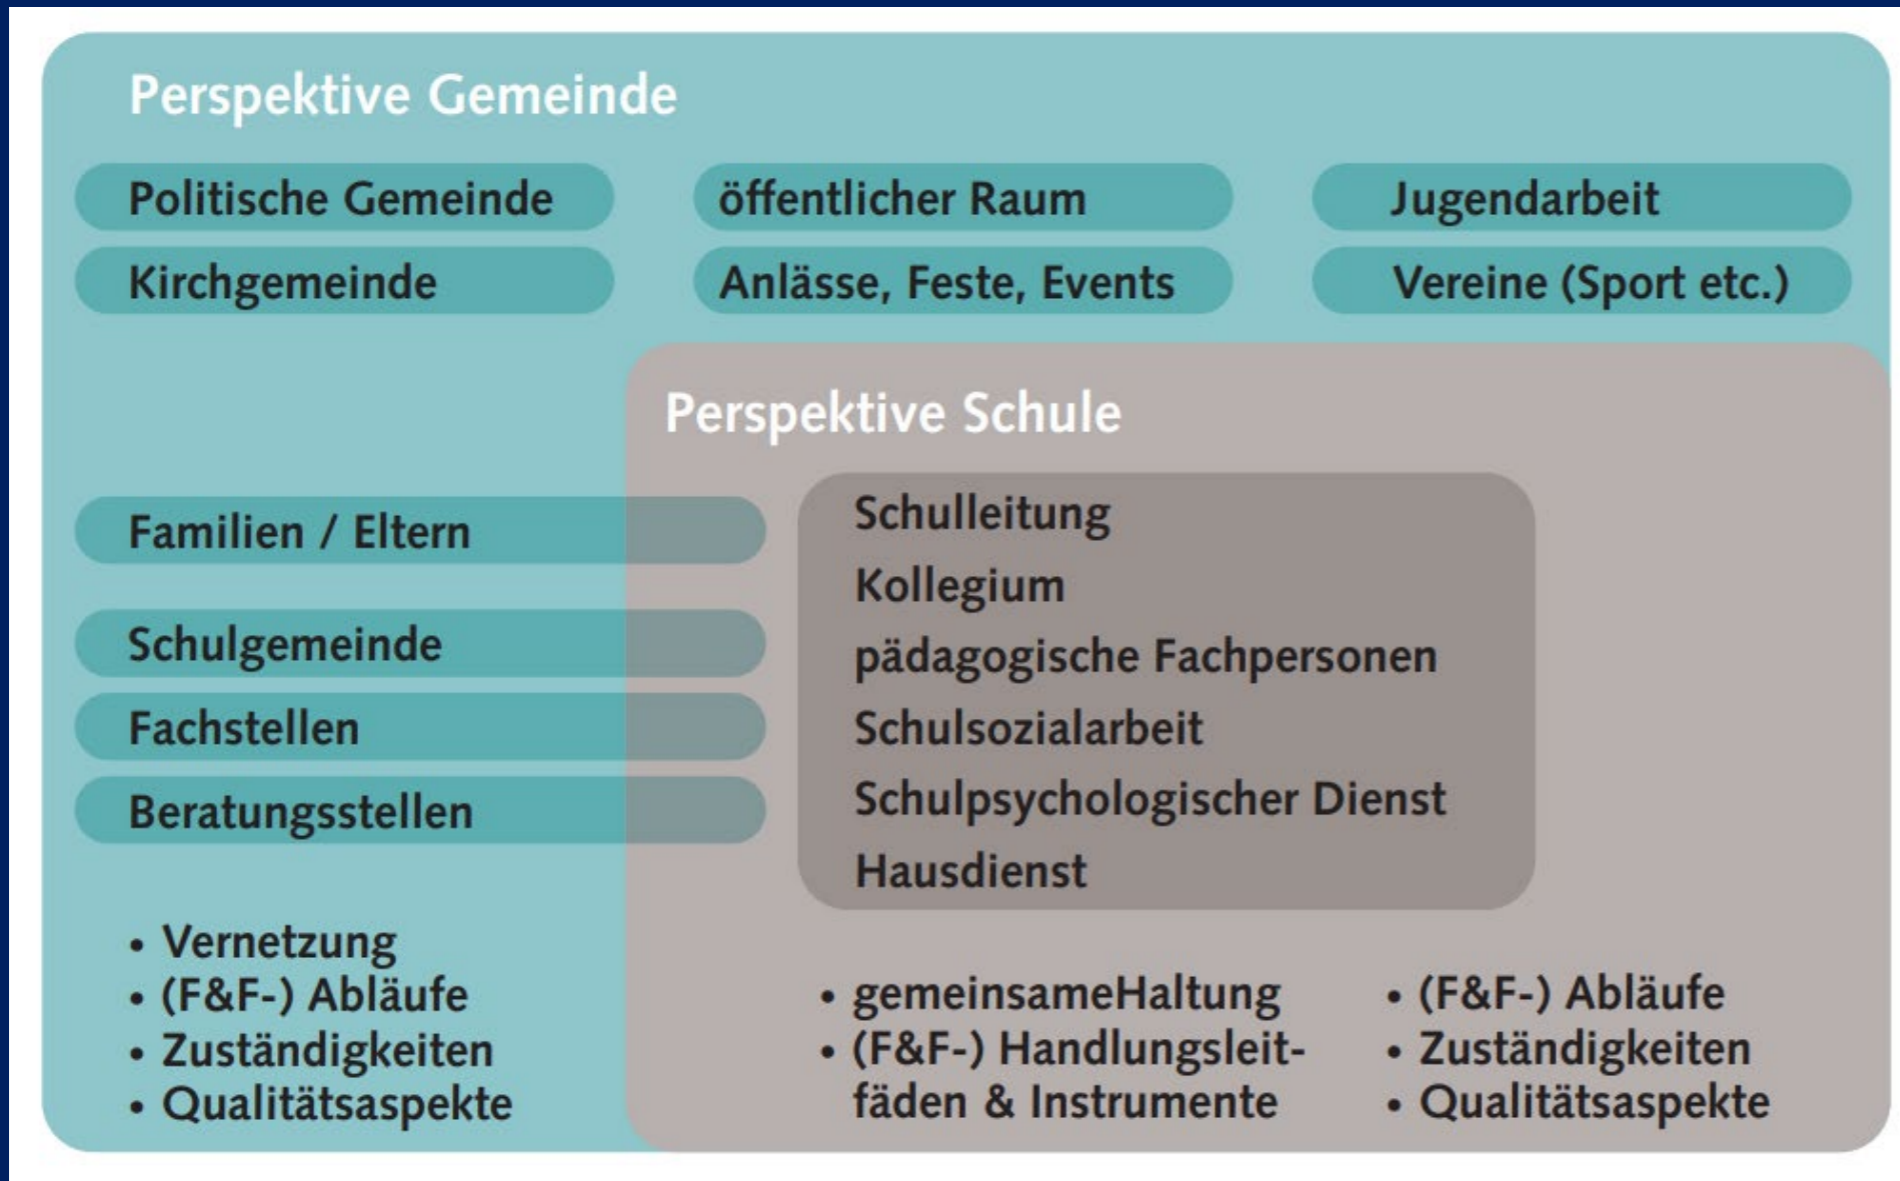 Perspektive Gemeinde
Politische Gemeinde
öffentlicher Raum
Jugendarbeit
Kirchgemeinde
Anlässe, Feste, Events
Vereine (Sport etc.)
Perspektive Schule
Familien / Eltern
Schulgemeinde
Fachstellen
Beratungsstellen
Schulleitung
Kollegium
pädagogische Fachpersonen
Schulsozialarbeit
Schulpsychologischer Dienst
Hausdienst
• Vernetzung
• (F&F-) Abläufe
• Zuständigkeiten
• Qualitätsaspekte
• gemeinsameHaltung
• (F&F-) Handlungsleit-
fäden & Instrumente
• (F&F-) Abläufe
• Zuständigkeiten
• Qualitätsaspekte